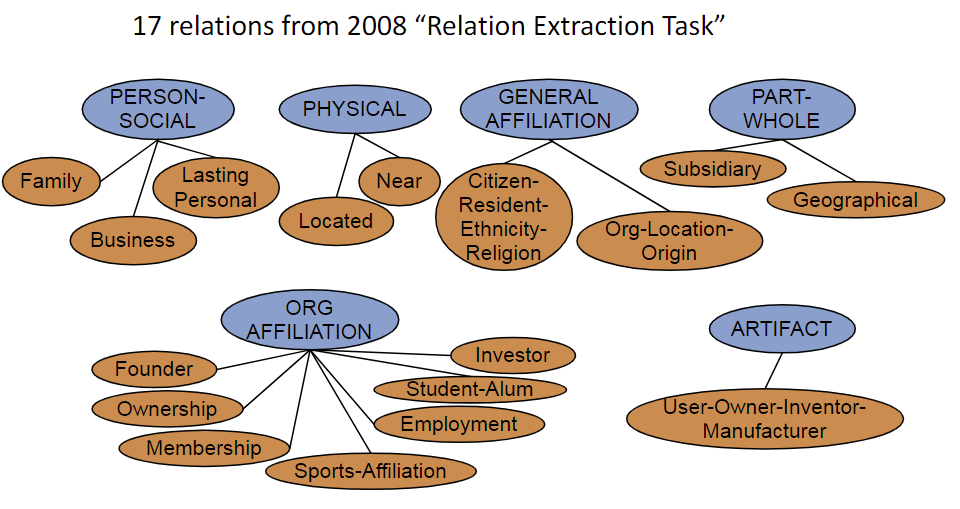 17 relations from 2008 “Relation Extraction Task”
PERSON-
SOCIAL
PHYSICAL
GENERAL
AFFILIATION
PART-
WHOLE
Family
Lasting
Personal
Business
Near
Located
Citizen-
Resident-
Ethnicity-
Religion
Org-Location-
Origin
Subsidiary
Geographical
ORG
AFFILIATION
ARTIFACT
Founder
Ownership
Membership
Sports-Affiliation
Employment
Student-Alum
Investor
User-Owner-Inventor-
Manufacturer